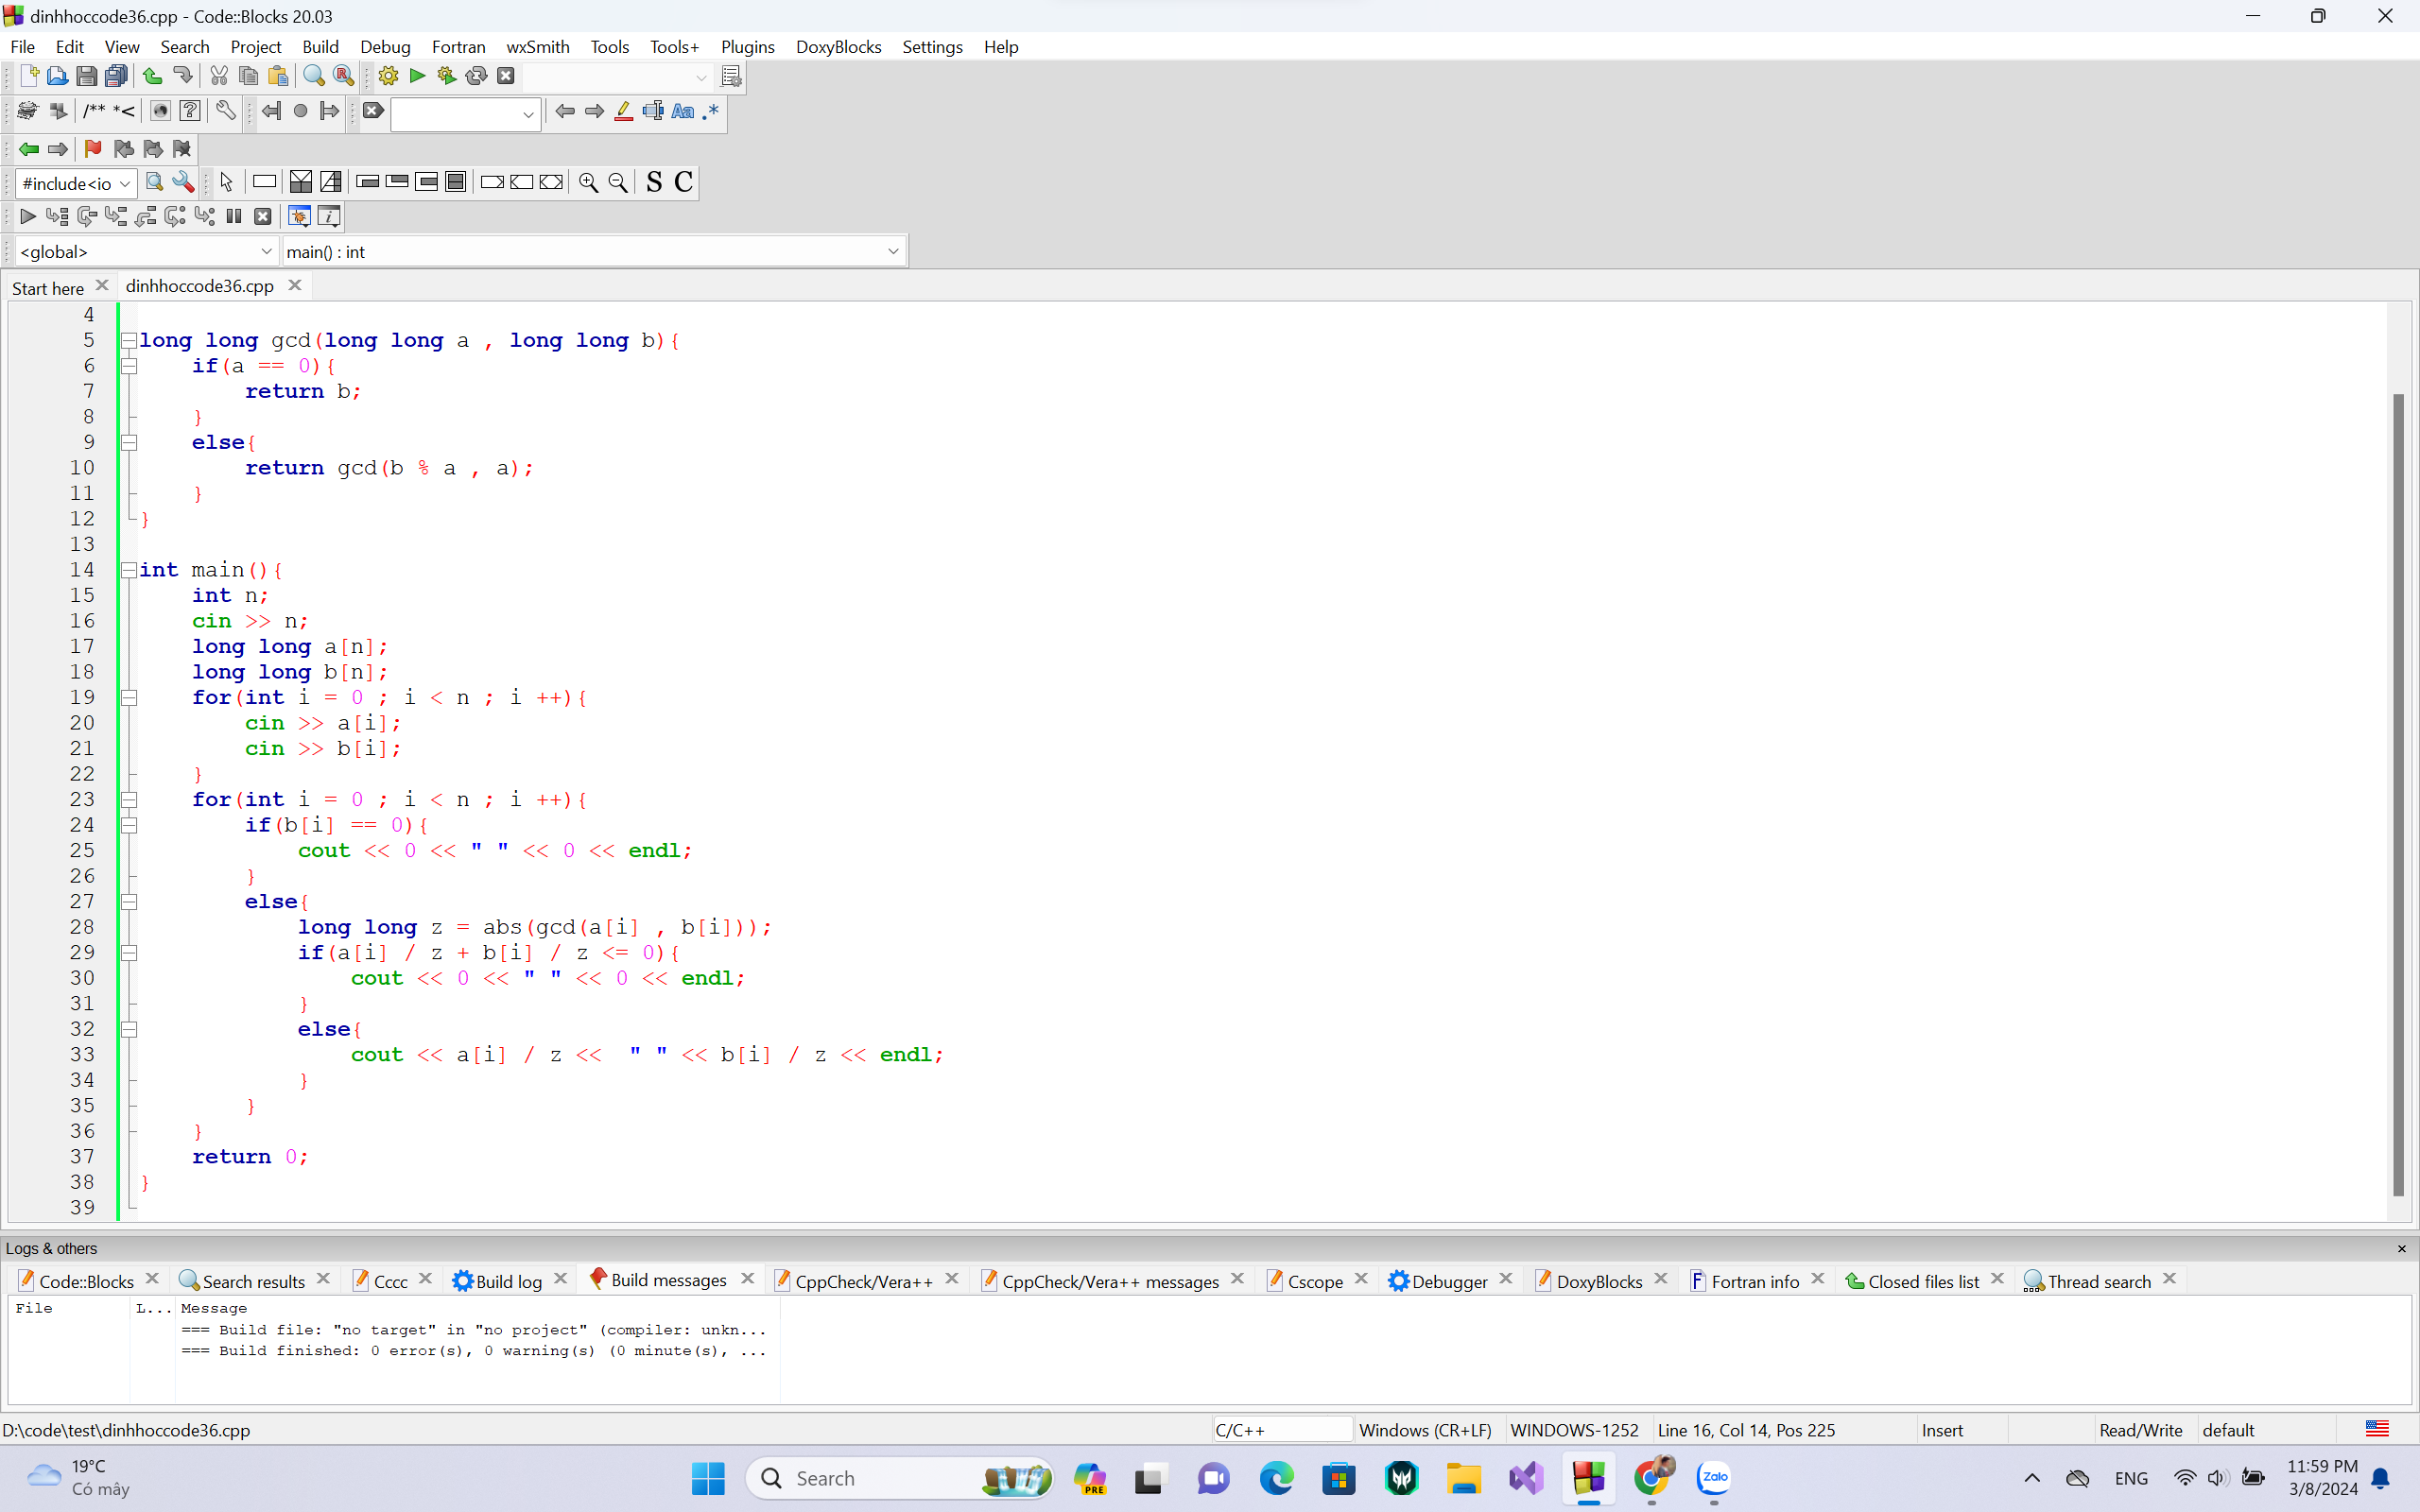 dinhhoccode36.cpp - Code::Blocks 20.03
File Edit View Search Project Build Debug Fortran wxSmith Tools Tools+ Plugins DoxyBlocks Settings Help
/** *<
Aa .*
#include<io
S C
<global> main() : int
Start here dinhhoccode36.cpp
4
5 long long gcd(long long a , long long b){
6 if(a == 0){
7 return b;
8 }
9 else{
10 return gcd(b % a , a);
11 }
12 }
13
14 int main(){
15 int n;
16 cin >> n;
17 long long a[n];
18 long long b[n];
19 for(int i = 0 ; i < n ; i ++){
20 cin >> a[i];
21 cin >> b[i];
22 }
23 for(int i = 0 ; i < n ; i ++){
24 if(b[i] == 0){
25 cout << 0 << " " << 0 << endl;
26 }
27 else{
28 long long z = abs(gcd(a[i] , b[i]));
29 if(a[i] / z + b[i] / z <= 0){
30 cout << 0 << " " << 0 << endl;
31 }
32 else{
33 cout << a[i] / z <<  " " << b[i] / z << endl;
34 }
35 }
36 }
37 return 0;
38 }
39
Logs & others
Code::Blocks Search results Cccc Build log Build messages CppCheck/Vera++ CppCheck/Vera++ messages Cscope Debugger DoxyBlocks Fortran info Closed files list Thread search
File L... Message
=== Build file: "no target" in "no project" (compiler: unkn...
=== Build finished: 0 error(s), 0 warning(s) (0 minute(s), ...
D:\code\test\dinhhoccode36.cpp C/C++ Windows (CR+LF) WINDOWS-1252 Line 16, Col 14, Pos 225 Insert Read/Write default
19°C
Có mây
Search
PRE
Zalo
ENG
11:59 PM
3/8/2024